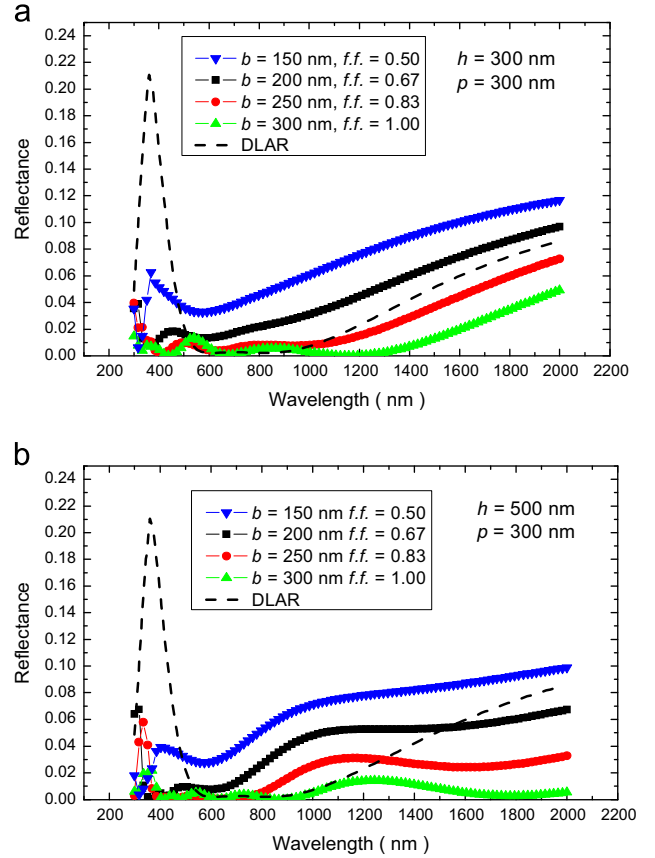 a
0.24
0.22
0.20
0.18
0.16
0.14
0.12
0.10
0.08
0.06
0.04
0.02
0.00
Reflectance
b = 150 nm, f.f. = 0.50
b = 200 nm, f.f. = 0.67
b = 250 nm, f.f. = 0.83
b = 300 nm, f.f. = 1.00
DLAR
h = 300 nm
p = 300 nm
200 400 600 800 1000 1200 1400 1600 1800 2000 2200
Wavelength ( nm )
b
0.24
0.22
0.20
0.18
0.16
0.14
0.12
0.10
0.08
0.06
0.04
0.02
0.00
Reflectance
b = 150 nm f.f. = 0.50
b = 200 nm f.f. = 0.67
b = 250 nm f.f. = 0.83
b = 300 nm f.f. = 1.00
DLAR
h = 500 nm
p = 300 nm
200 400 600 800 1000 1200 1400 1600 1800 2000 2200
Wavelength ( nm )